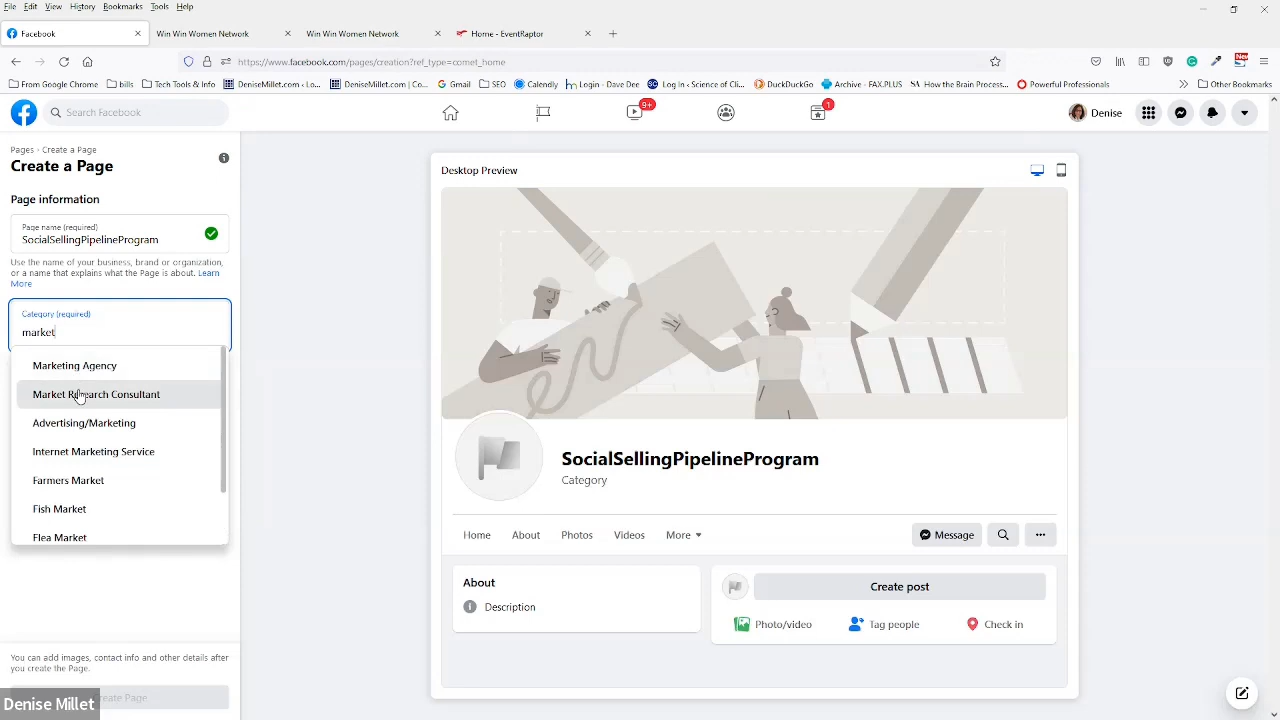 File Edit View History Bookmarks Tools Help
Facebook
Win Win Women Network
Win Win Women Network
Home - EventRaptor
https://www.facebook.com/pages/creation?ref_type=comet_home
New
From Google Chrome
bills
Tech Tools & Info
DeniseMillet.com • Lo...
DeniseMillet.com | Co...
Gmail
SEO
Calendly
Login - Dave Dee
Log In ‹ Science of Cli...
DuckDuckGo
Archive - FAX.PLUS
How the Brain Process...
Powerful Professionals
Other Bookmarks
Search Facebook
9+
1
Denise
Pages › Create a Page
Create a Page
Page information
Page name (required)
SocialSellingPipelineProgram
Use the name of your business, brand or organization,
or a name that explains what the Page is about. Learn
More
Category (required)
market
Marketing Agency
Market Research Consultant
Advertising/Marketing
Internet Marketing Service
Farmers Market
Fish Market
Flea Market
You can add images, contact info and other details after
you create the Page.
Create Page
Denise Millet
Desktop Preview
SocialSellingPipelineProgram
Category
Home About Photos Videos More
Message
About
Description
Create post
Photo/video
Tag people
Check in